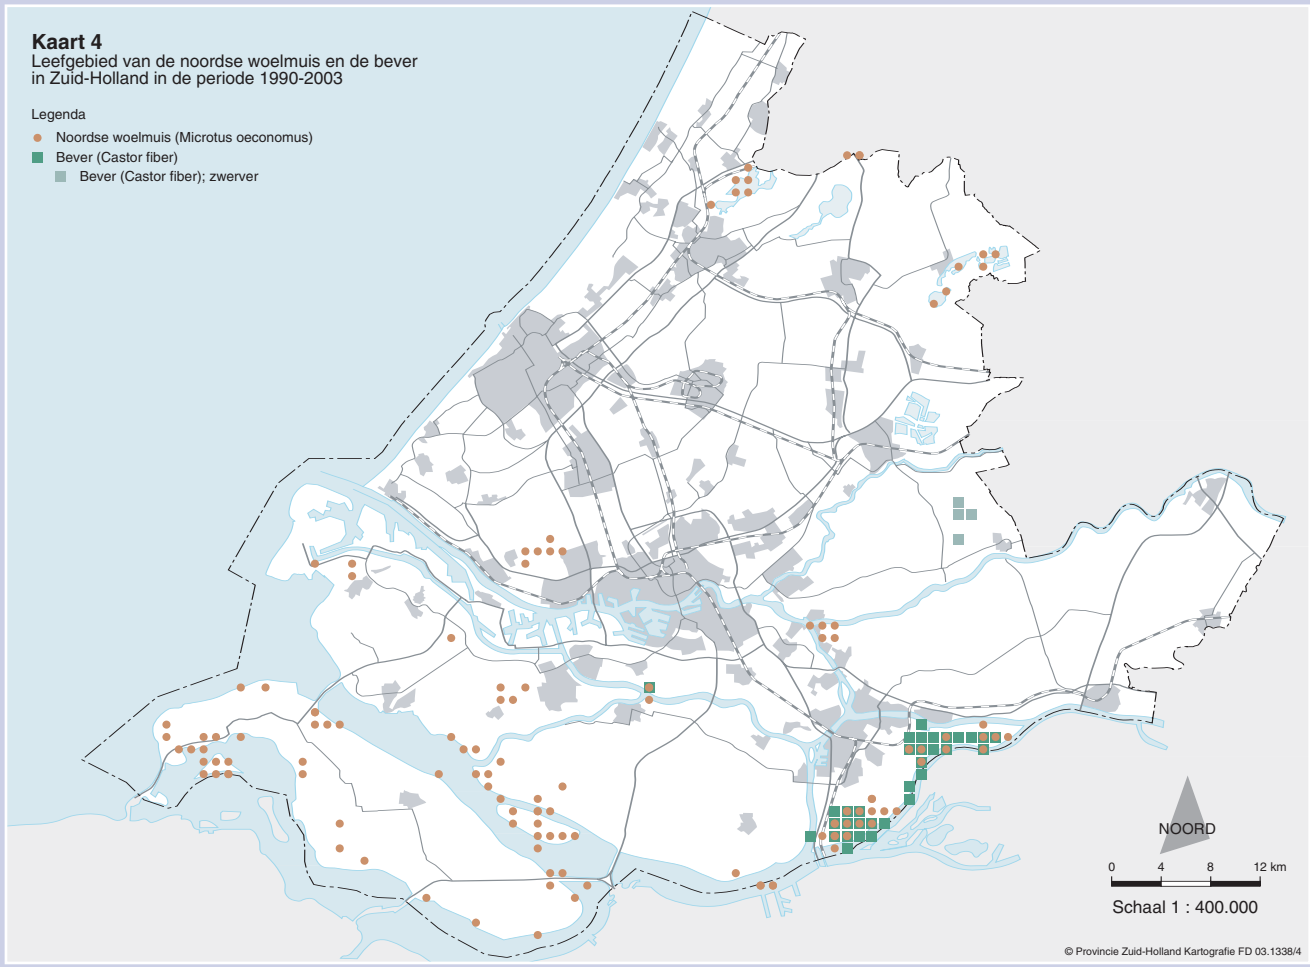 Kaart 4
Leefgebied van de noordse woelmuis en de bever
in Zuid-Holland in de periode 1990-2003
Legenda
Noordse woelmuis (Microtus oeconomus)
Bever (Castor fiber)
Bever (Castor fiber); zwerver
NOORD
0 4 8 12 km
Schaal 1 : 400.000
© Provincie Zuid-Holland Kartografie FD 03.1338/4